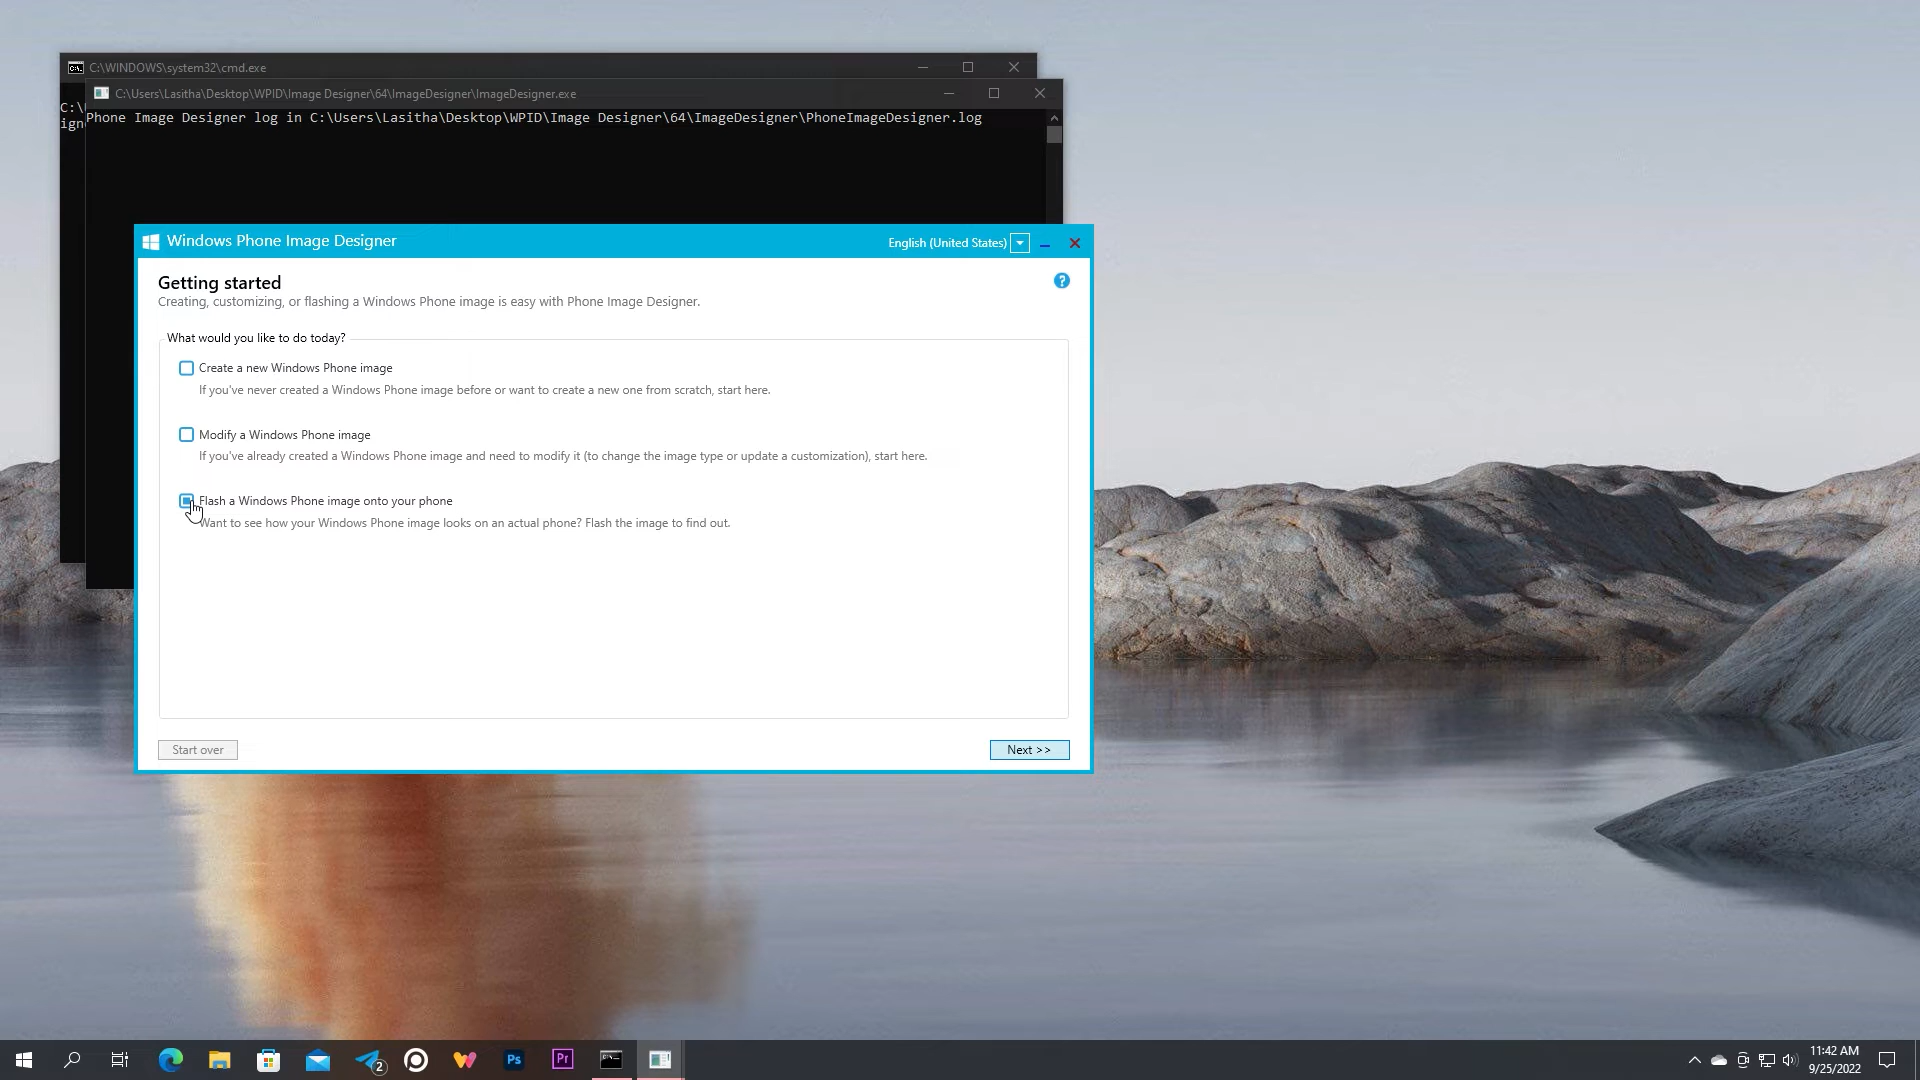 C:\WINDOWS\system32\cmd.exe
C:\Users\Lasitha\Desktop\WPID\Image Designer\64\ImageDesigner\ImageDesigner.exe
C:\
ign
Phone Image Designer log in C:\Users\Lasitha\Desktop\WPID\Image Designer\64\ImageDesigner\PhoneImageDesigner.log
Windows Phone Image Designer
English (United States)
Getting started
Creating, customizing, or flashing a Windows Phone image is easy with Phone Image Designer.
What would you like to do today?
Create a new Windows Phone image
If you've never created a Windows Phone image before or want to create a new one from scratch, start here.
Modify a Windows Phone image
If you've already created a Windows Phone image and need to modify it (to change the image type or update a customization), start here.
Flash a Windows Phone image onto your phone
Want to see how your Windows Phone image looks on an actual phone? Flash the image to find out.
Start over
Next >>
2
Ps
Pr
11:42 AM
9/25/2022